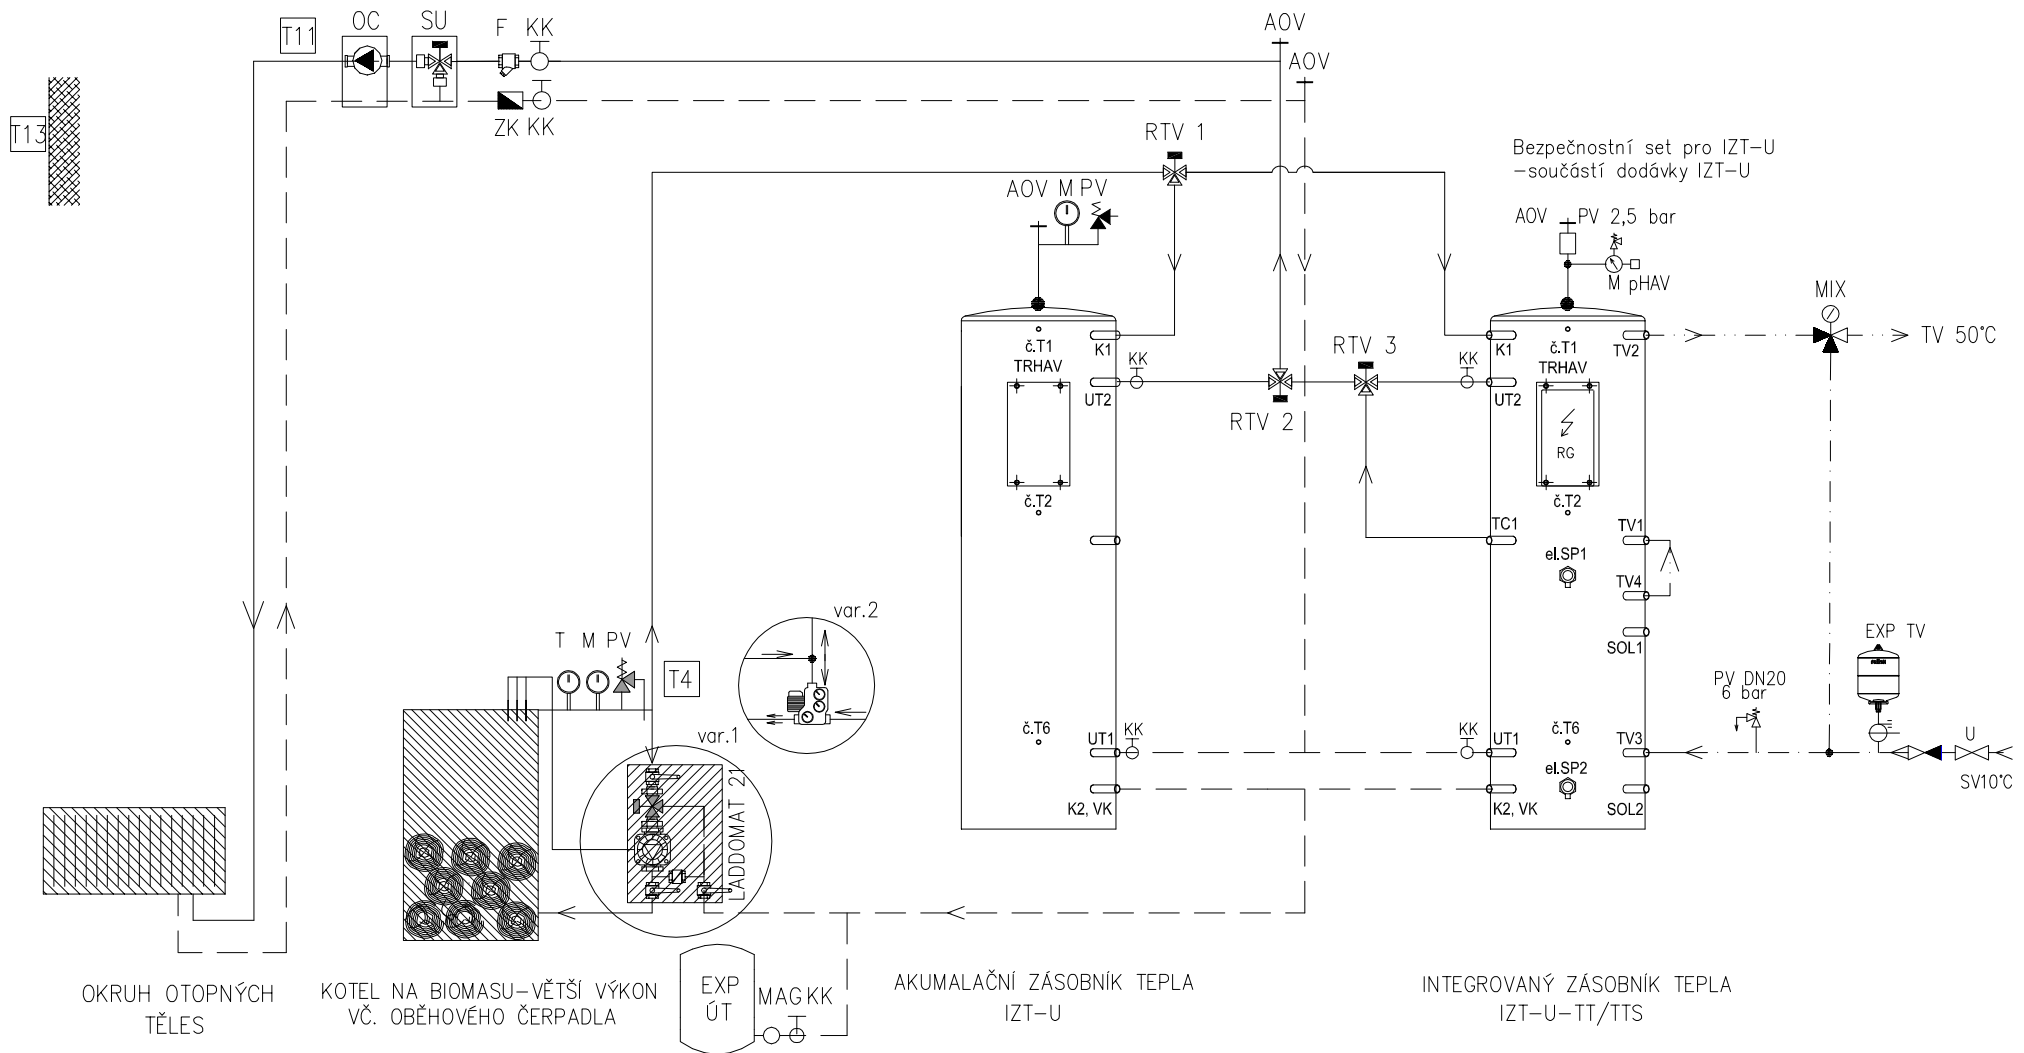 T11
OC
SU
F
KK
AOV
AOV
ZK
KK
T13
RTV 1
Bezpečnostní set pro IZT-U
-součástí dodávky IZT-U
AOV
M
PV
AOV
PV 2,5 bar
M
pHAV
MIX
TV 50°C
K1
č.T1
TRHAV
UT2
KK
RTV 2
RTV 3
KK
K1
č.T1
TRHAV
TV2
UT2
RG
č.T2
č.T2
TC1
TV1
el.SP1
TV4
SOL1
var.2
T
M
PV
T4
var.1
LADDOMAT 21
EXP TV
PV DN20
6 bar
č.T6
UT1
KK
K2, VK
KK
UT1
č.T6
TV3
el.SP2
K2, VK
SOL2
U
SV10°C
OKRUH OTOPNÝCH
TĚLES
KOTEL NA BIOMASU-VĚTŠÍ VÝKON
VČ. OBĚHOVÉHO ČERPADLA
EXP
ÚT
MAG
KK
AKUMALAČNÍ ZÁSOBNÍK TEPLA
IZT-U
INTEGROVANÝ ZÁSOBNÍK TEPLA
IZT-U-TT/TTS